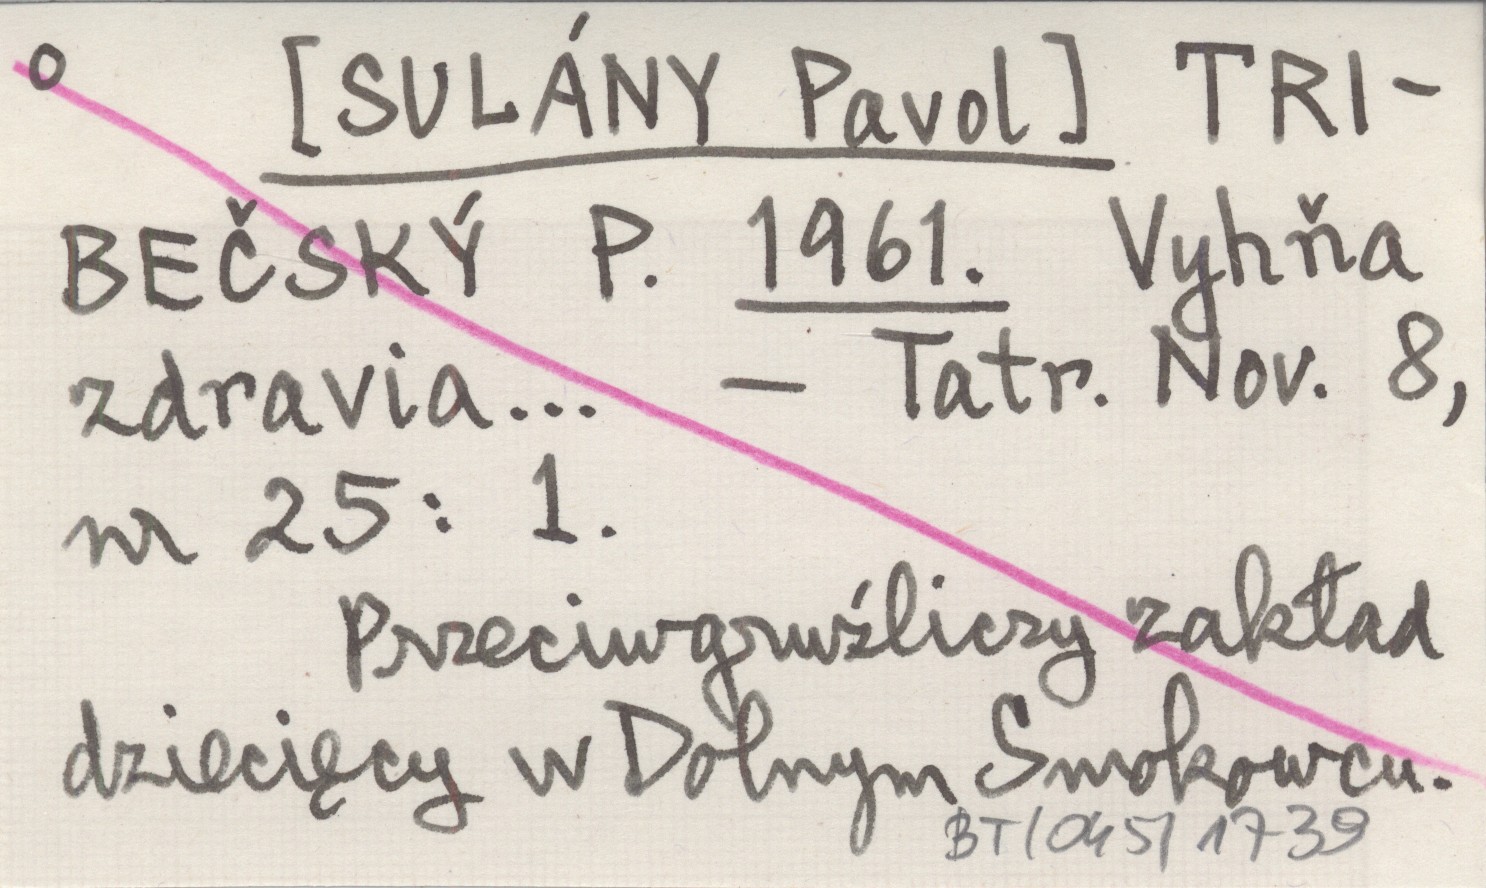 o [SULÁNY Pavol] TRI-
BEČSKÝ P. 1961. Vyhňa
zdravia... — Tatr. Nov. 8,
nr 25: 1.
Przeciwgruźliczy zakład
dziecięcy w Dolnym Smokowcu.
BT/045/1739